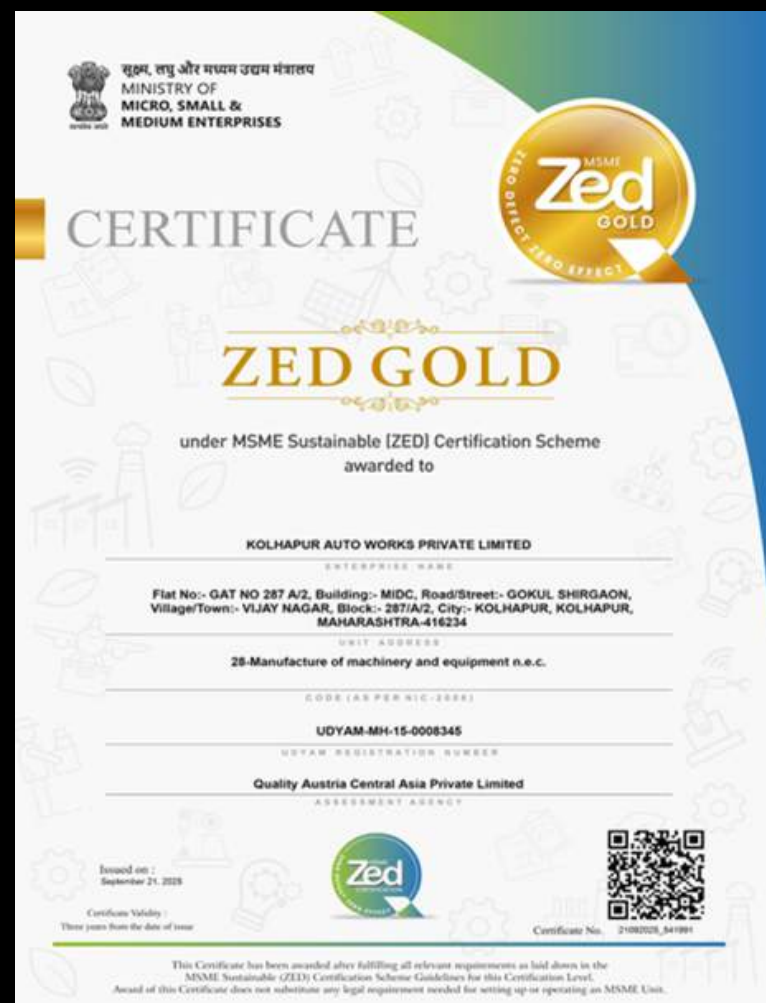 सूक्ष्म, लघु और मध्यम उद्यम मंत्रालय
MINISTRY OF
MICRO, SMALL &
MEDIUM ENTERPRISES
MSME
Zed
GOLD
ZERO DEFECT ZERO EFFECT
CERTIFICATE
ZED GOLD
under MSME Sustainable (ZED) Certification Scheme
awarded to
KOLHAPUR AUTO WORKS PRIVATE LIMITED
ENTERPRISE NAME
Flat No:- GAT NO 287 A/2, Building:- MIDC, Road/Street:- GOKUL SHIRGAON,
Village/Town:- VIJAY NAGAR, Block:- 287/A/2, City:- KOLHAPUR, KOLHAPUR,
MAHARASHTRA-416234
UNIT ADDRESS
28-Manufacture of machinery and equipment n.e.c.
CODE (AS PER NIC-2008)
UDYAM-MH-15-0008345
UDYAM REGISTRATION NUMBER
Quality Austria Central Asia Private Limited
ASSESSMENT AGENCY
Zed
Issued on :
September 21, 2025
Certificate Validity :
Three years from the date of issue
Certificate No. 21092025_541991
This Certificate has been awarded after fulfilling all relevant requirements as laid down in the
MSME Sustainable (ZED) Certification Scheme Guidelines for this Certification Level.
Award of this Certificate does not substitute any legal requirement needed for setting up or operating an MSME Unit.